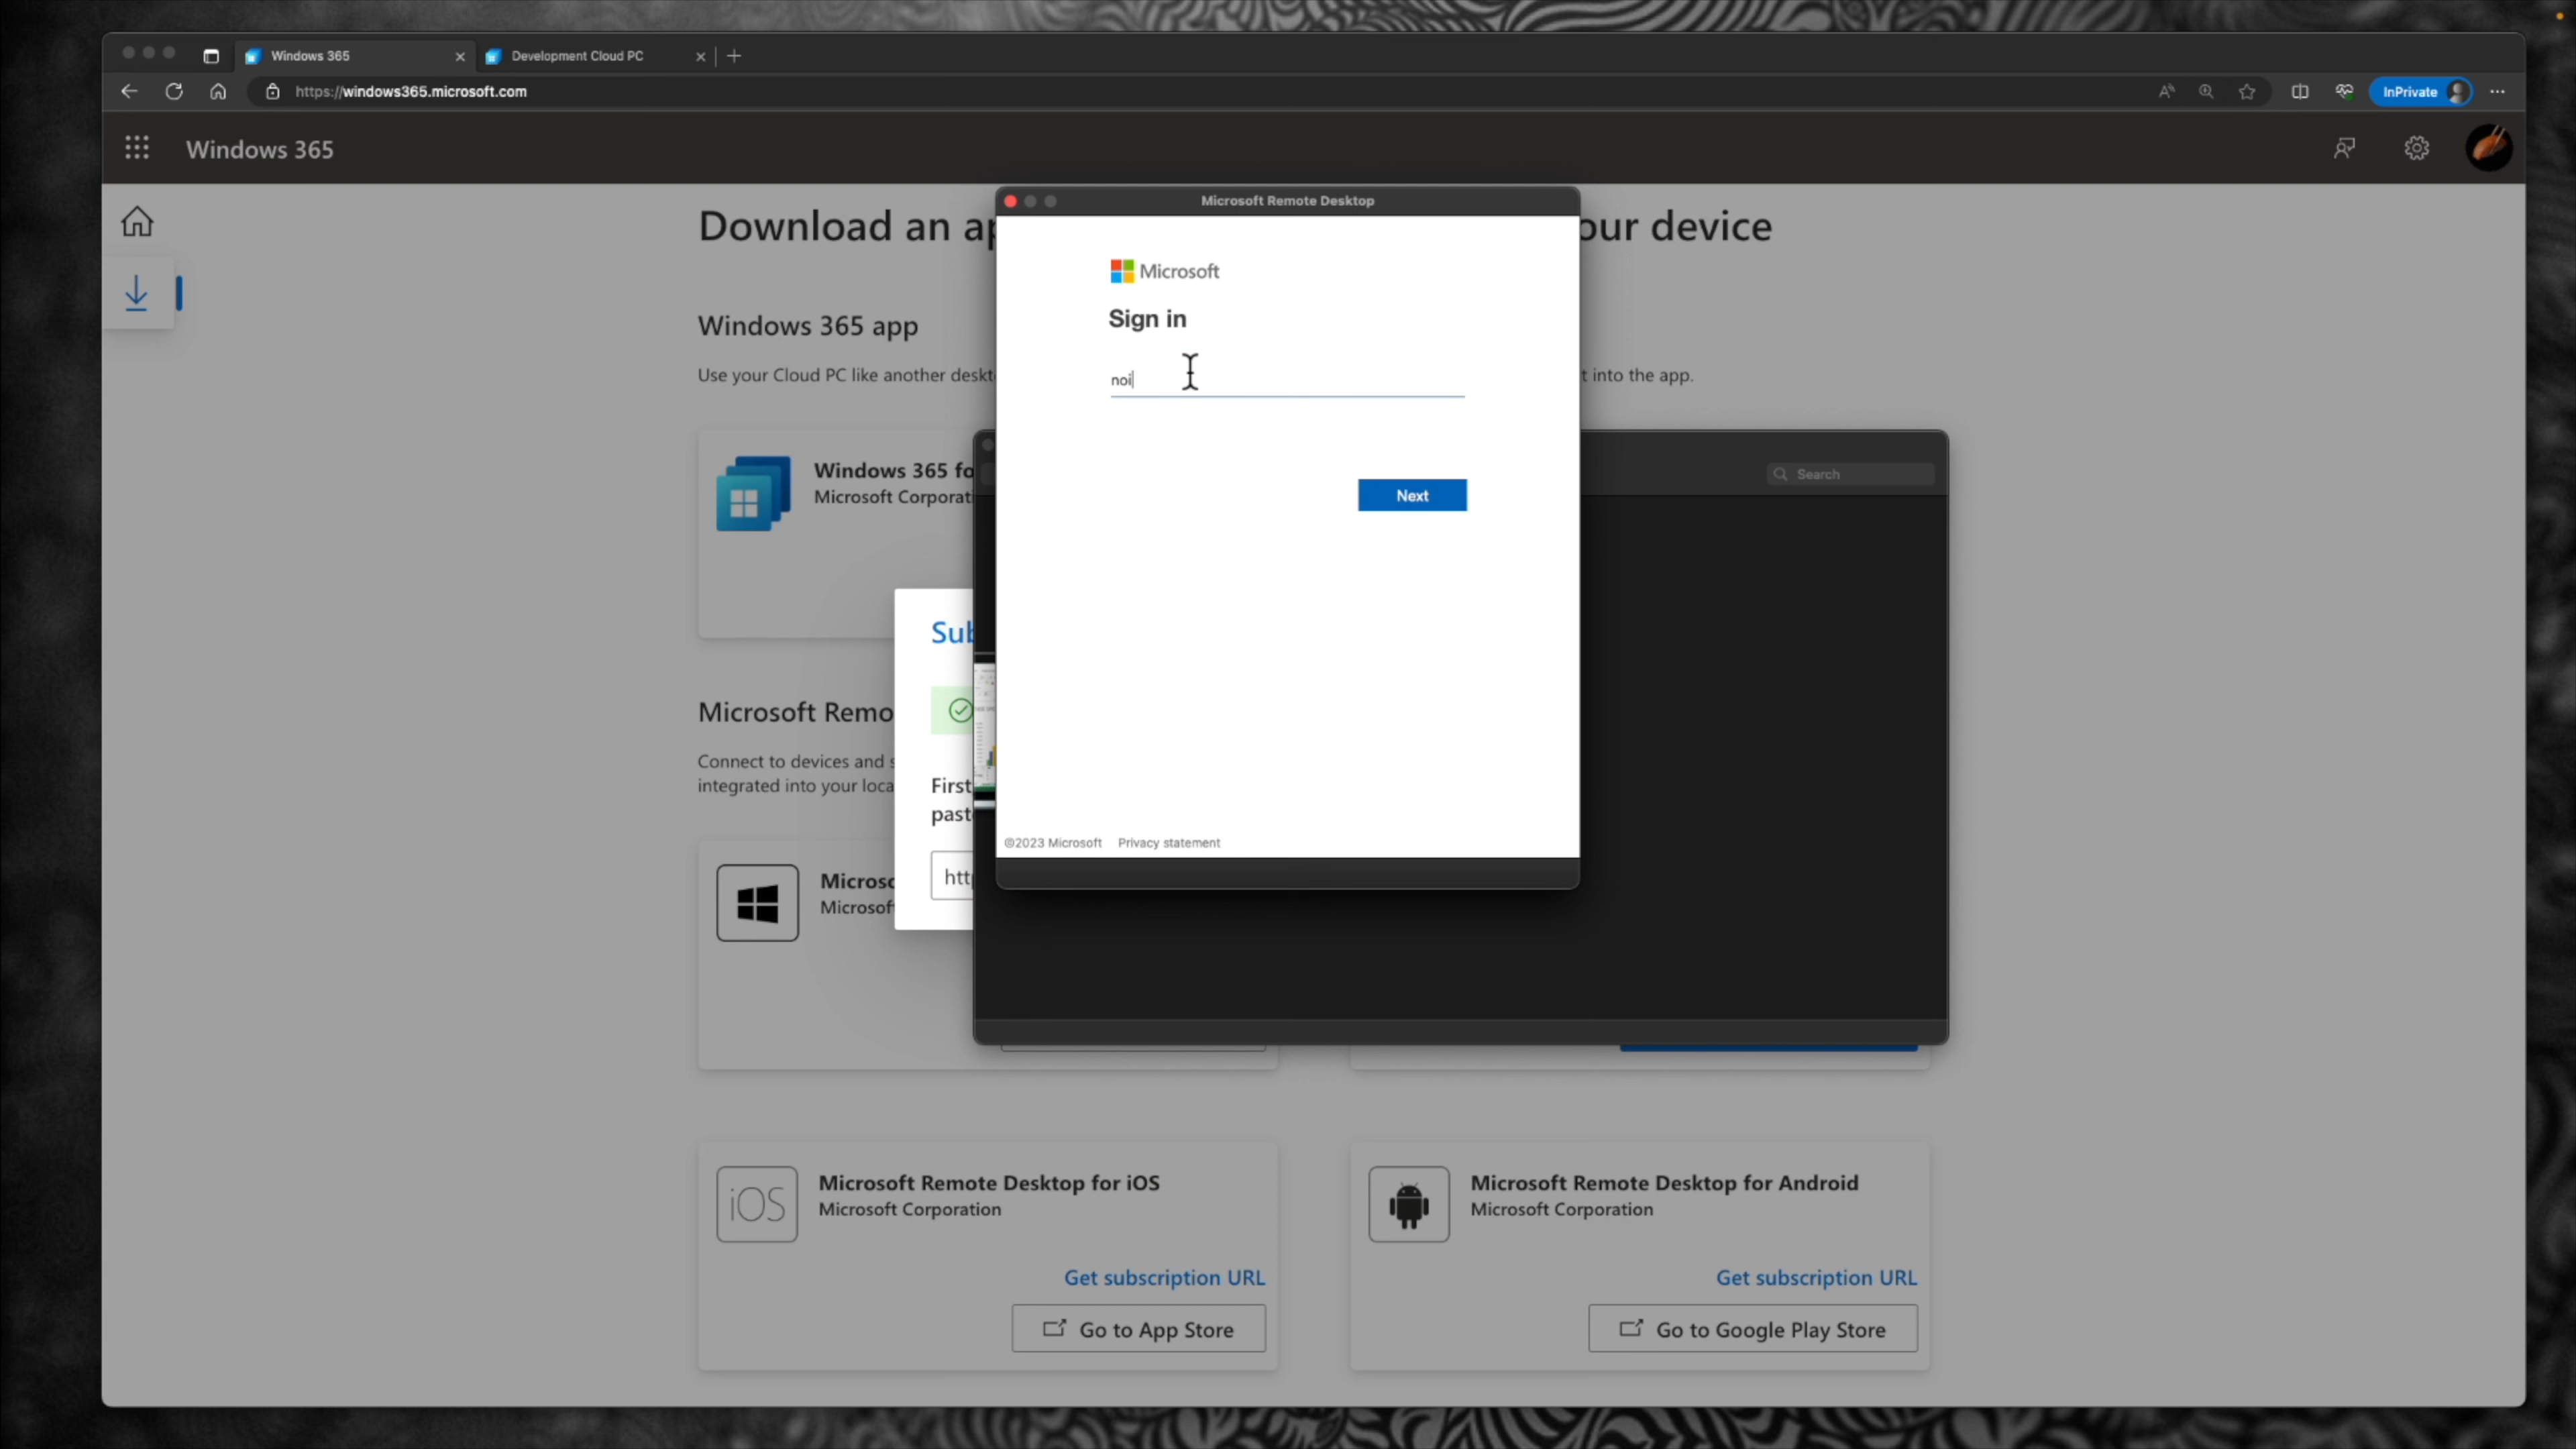 Windows 365
Development Cloud PC
https://windows365.microsoft.com
InPrivate
Windows 365
Download an ap
our device
Windows 365 app
Use your Cloud PC like another deskt
t into the app.
Windows 365 fo
Microsoft Corporati
Microsoft Remote Desktop
Microsoft
Sign in
noi
Next
©2023 Microsoft Privacy statement
Search
Sub
First
paste
http
Microsoft Remo
Connect to devices and s
integrated into your loca
Microso
Microsof
iOS
Microsoft Remote Desktop for iOS
Microsoft Corporation
Get subscription URL
Go to App Store
Microsoft Remote Desktop for Android
Microsoft Corporation
Get subscription URL
Go to Google Play Store